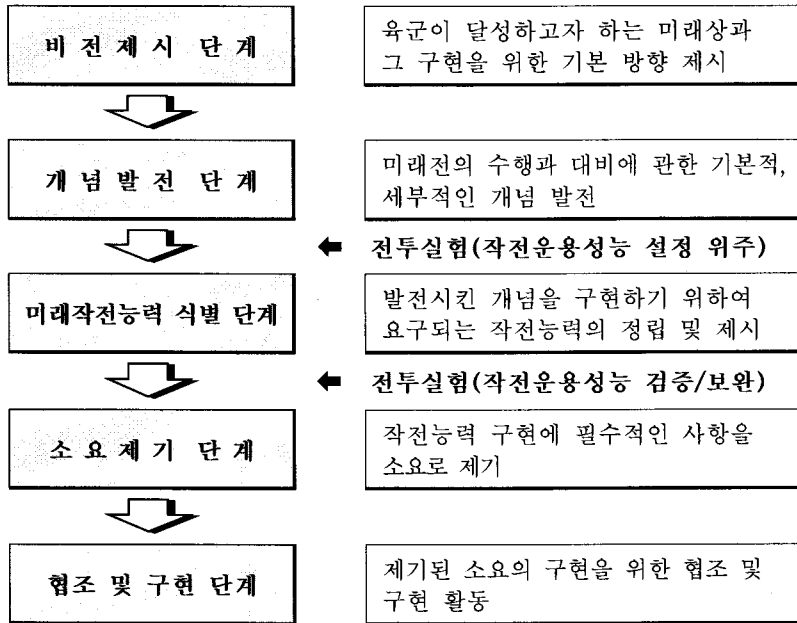 비 전 제 시 단 계
육군이 달성하고자 하는 미래상과
그 구현을 위한 기본 방향 제시
개 념 발 전 단 계
미래전의 수행과 대비에 관한 기본적,
세부적인 개념 발전
전투실험(작전운용성능 설정 위주)
미래작전능력 식별 단계
발전시킨 개념을 구현하기 위하여
요구되는 작전능력의 정립 및 제시
전투실험(작전운용성능 검증/보완)
소 요 제 기 단 계
작전능력 구현에 필수적인 사항을
소요로 제기
협조 및 구현 단계
제기된 소요의 구현을 위한 협조 및
구현 활동